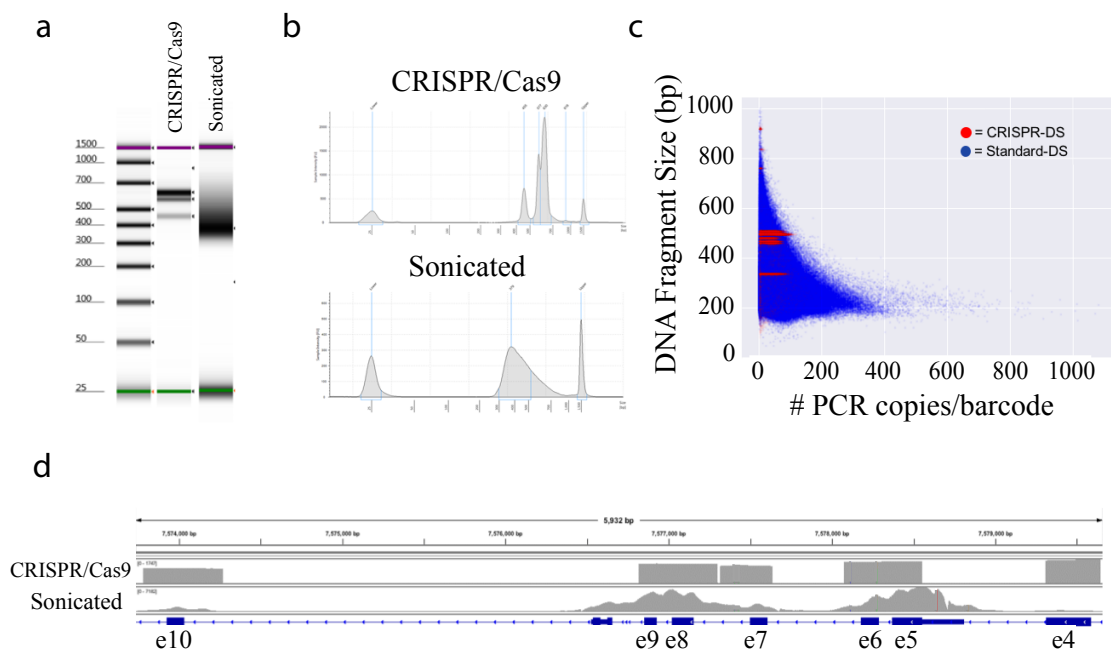 a
CRISPR/Cas9
Sonicated
1500
1000
700
500
400
300
200
100
50
25
b
CRISPR/Cas9
Sonicated
c
DNA Fragment Size (bp)
1000
800
600
400
200
0
= CRISPR-DS
= Standard-DS
0 200 400 600 800 1000
# PCR copies/barcode
d
5,932 bp
7,574,000 bp 7,575,000 bp 7,576,000 bp 7,577,000 bp 7,578,000 bp 7,579,000 bp
CRISPR/Cas9
Sonicated
e10 e9 e8 e7 e6 e5 e4